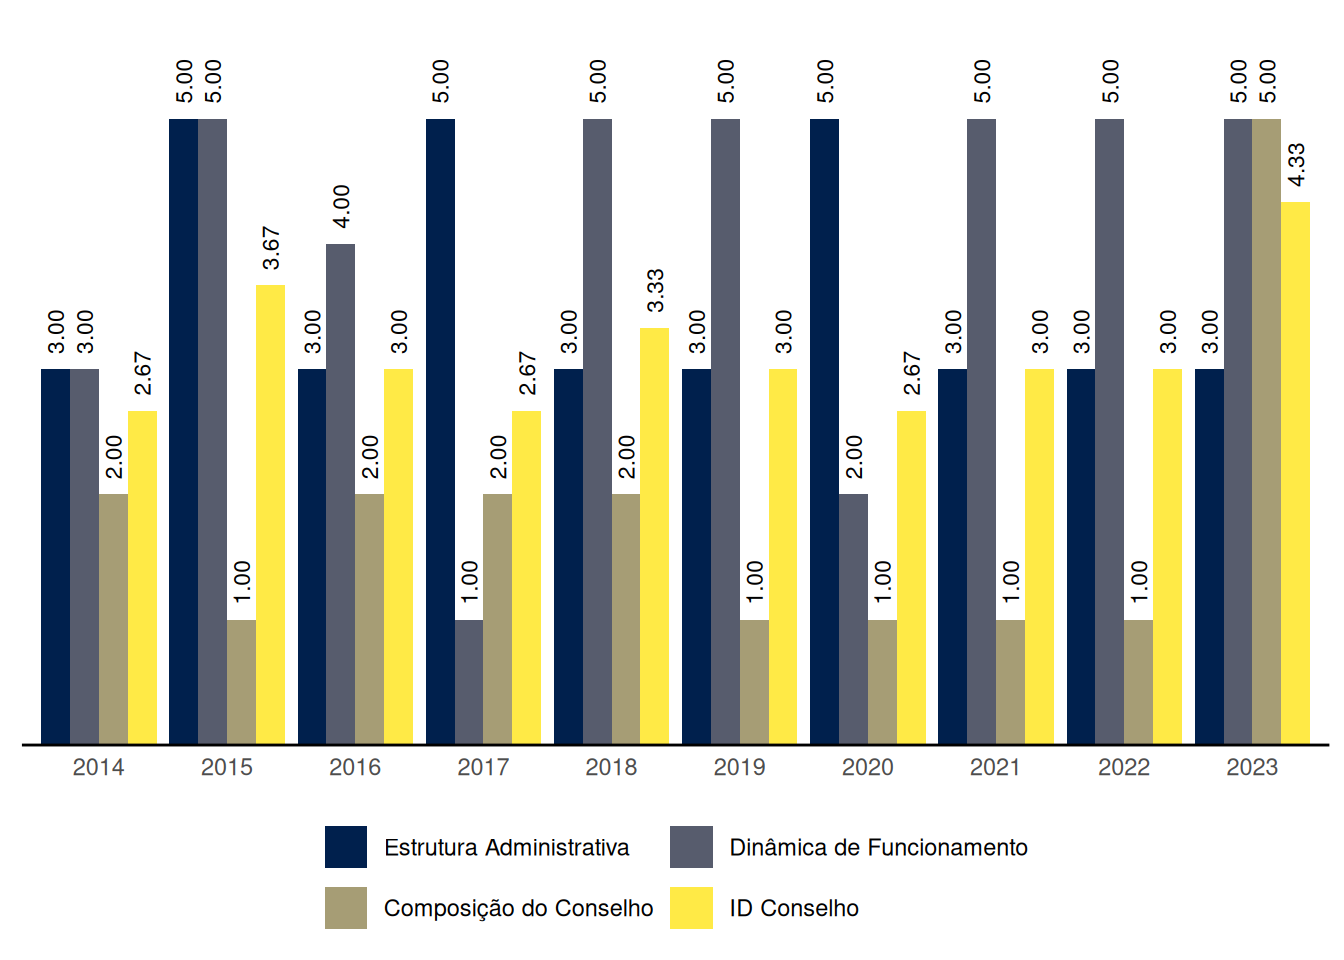 5.00 5.00 5.00 5.00 5.00 5.00 5.00 5.00 5.00 5.00
4.33
4.00
3.67
3.33
3.00 3.00 3.00 3.00 3.00 3.00 3.00 3.00 3.00 3.00 3.00 3.00
2.67 2.67 2.67
2.00 2.00 2.00 2.00 2.00
1.00 1.00 1.00 1.00 1.00 1.00
2014 2015 2016 2017 2018 2019 2020 2021 2022 2023
Estrutura Administrativa Dinâmica de Funcionamento
Composição do Conselho ID Conselho